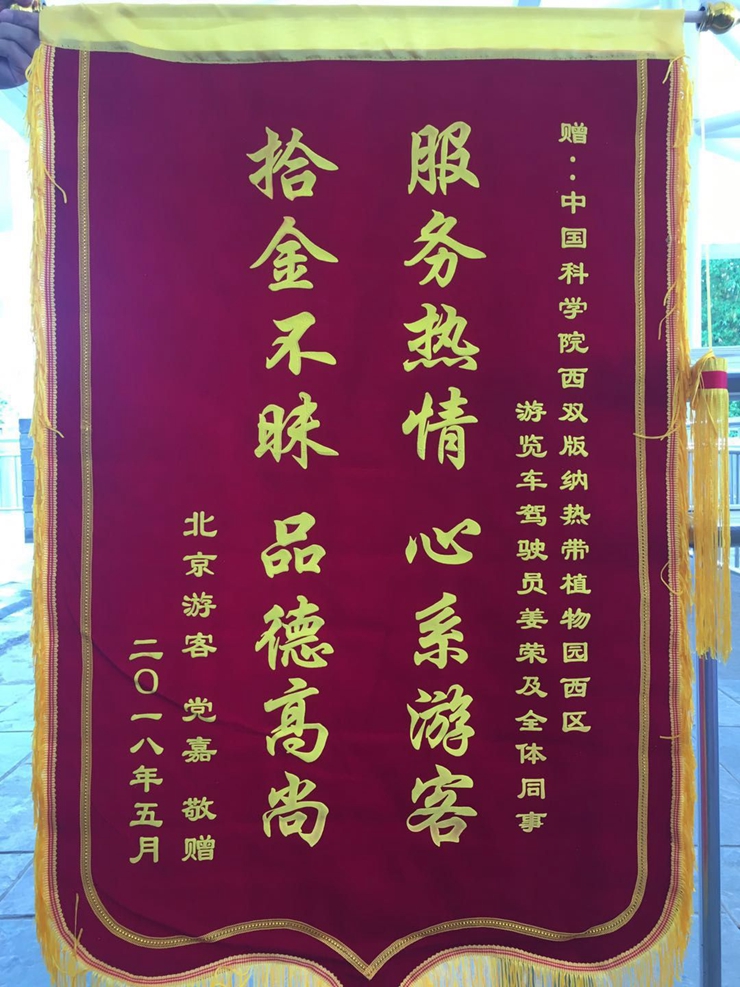 赠：中国科学院西双版纳热带植物园西区
游览车驾驶员姜荣及全体同事
服务热情 心系游客
拾金不昧 品德高尚
北京游客 党嘉 敬赠
二〇一八年五月